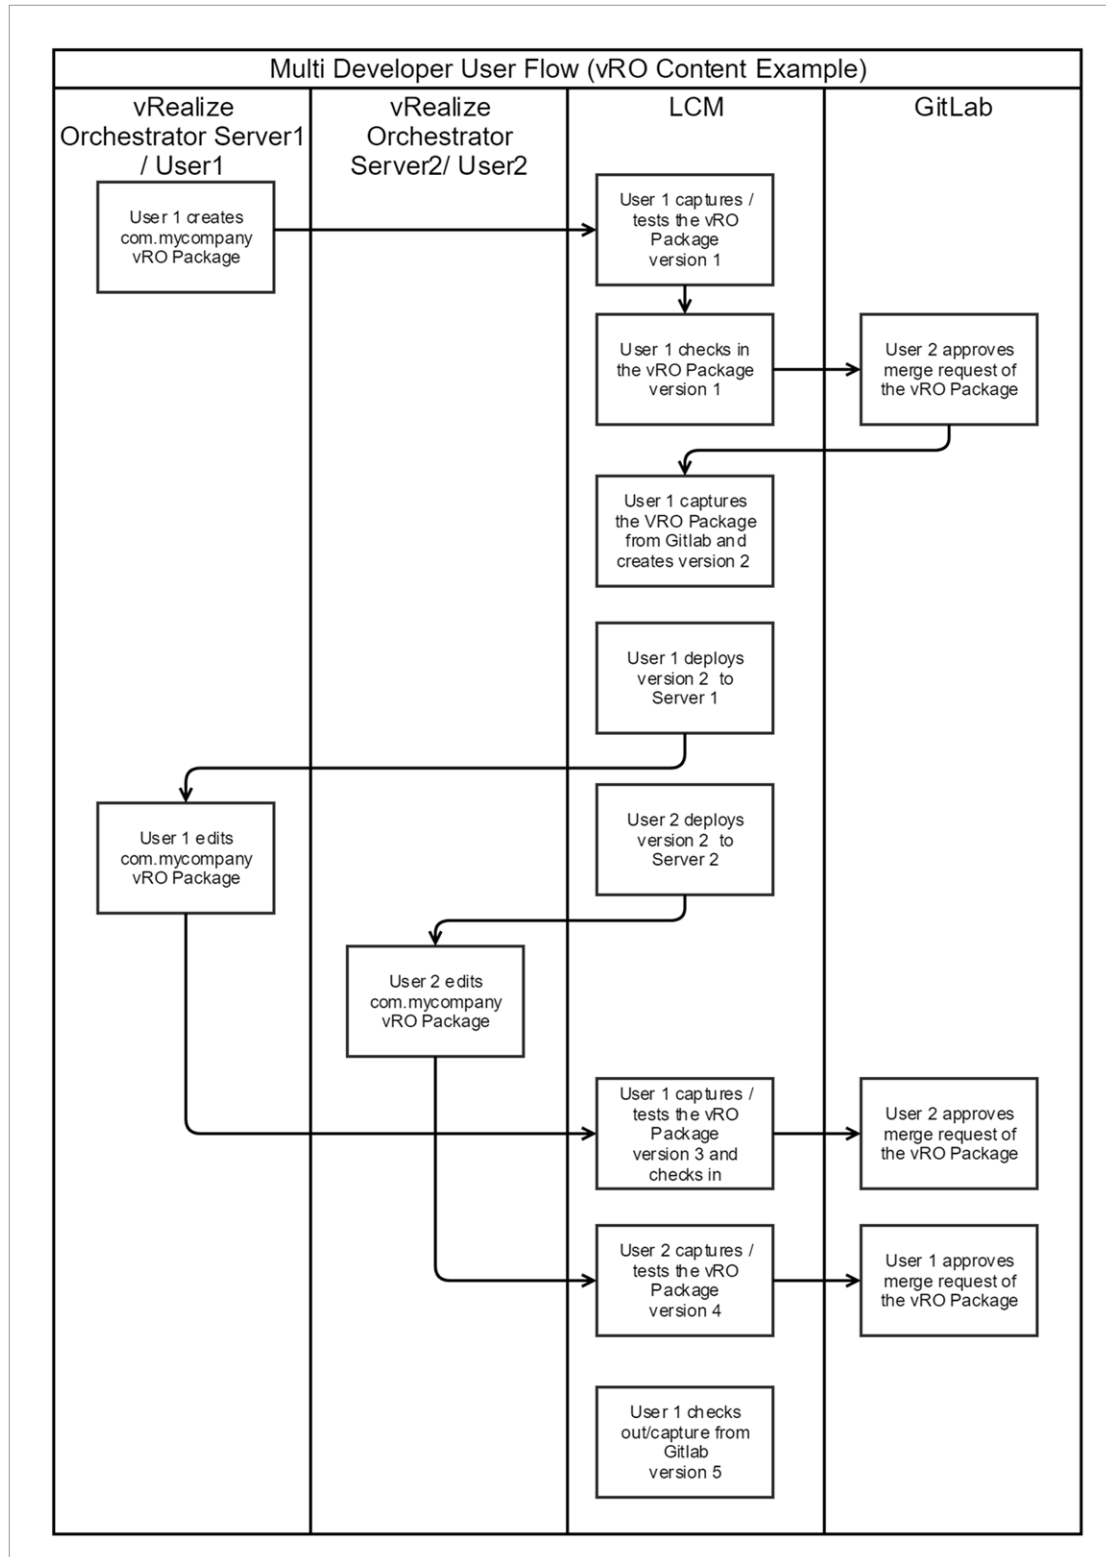 Multi Developer User Flow (vRO Content Example)
vRealize
Orchestrator Server1
/ User1
vRealize
Orchestrator
Server2/ User2
LCM
GitLab
User 1 creates
com.mycompany
vRO Package
User 1 captures /
tests the vRO
Package
version 1
User 1 checks in
the vRO Package
version 1
User 2 approves
merge request of
the vRO Package
User 1 captures
the VRO Package
from Gitlab and
creates version 2
User 1 deploys
version 2 to
Server 1
User 1 edits
com.mycompany
vRO Package
User 2 deploys
version 2 to
Server 2
User 2 edits
com.mycompany
vRO Package
User 1 captures /
tests the vRO
Package
version 3 and
checks in
User 2 approves
merge request of
the vRO Package
User 2 captures /
tests the vRO
Package
version 4
User 1 approves
merge request of
the vRO Package
User 1 checks
out/capture from
Gitlab
version 5